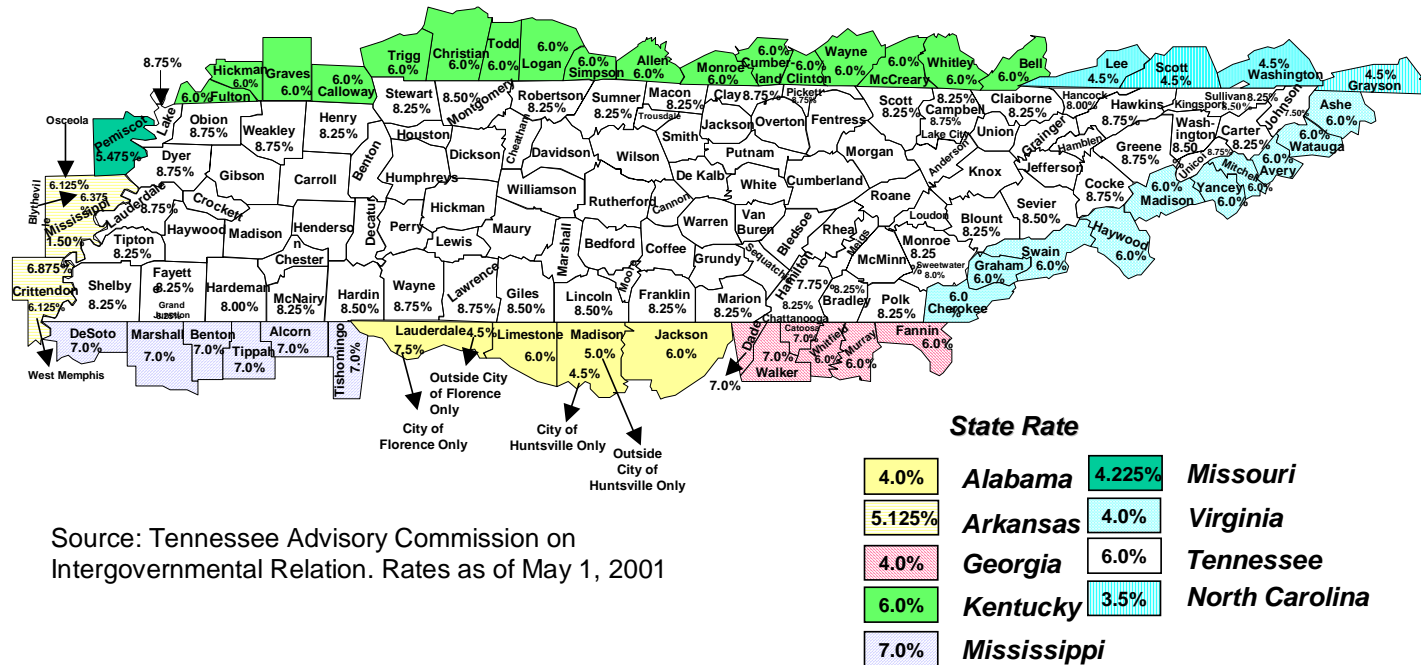 8.75%
Osceola
Pemiscot
5.475%
Lake
Hickman
6.0%
6.0%
Fulton
Graves
6.0%
6.0%
Calloway
Trigg
6.0%
Christian
6.0%
Todd
6.0%
6.0%
Logan
6.0%
Simpson
Allen
6.0%
Monroe
6.0%
6.0%
Cumber-
land
6.0%
Clinton
Wayne
6.0%
6.0%
McCreary
Whitley
6.0%
Bell
6.0%
Lee
4.5%
Scott
4.5%
4.5%
Washington
4.5%
Grayson
Obion
8.75%
Weakley
8.75%
Henry
8.25%
Stewart
8.25%
8.50%
Montgomery
Robertson
8.25%
Sumner
8.25%
Macon
8.25%
Trousdale
Clay 8.75%
Pickett
8.75%
Scott
8.25%
8.25%
Campbell
8.75%
Lake City
Claiborne
8.25%
Hancock
8.00%
Hawkins
8.75%
Kingsport
Sullivan 8.25%
8.50%
Johnson
7.50%
Ashe
6.0%
6.0%
Watauga
Dyer
8.75%
Gibson
Carroll
Benton
Houston
Humphreys
Dickson
Cheatham
Davidson
Wilson
Smith
Jackson
Overton
Fentress
Putnam
Morgan
Anderson
Union
Grainger
Hamblen
Jefferson
Greene
8.75%
Wash-
ington
8.50
Carter
8.25%
Unicoi
8.75%
6.0%
Avery
Mitchell
6.0%
Yancey
6.0%
6.0%
Madison
6.125%
6.375
Mississippi
1.50%
Blythevil
le
Lauderdale
8.75%
Crockett
Haywood
Madison
Henderso
n
Chester
Decatur
Perry
Hickman
Lewis
Williamson
Maury
Rutherford
Cannon
De Kalb
White
Cumberland
Van
Buren
Warren
Bledsoe
Rhea
Roane
Loudon
Knox
Blount
8.25%
Sevier
8.50%
Cocke
8.75%
Haywood
6.0%
Swain
6.0%
Graham
6.0%
6.0
Cherokee
%
Tipton
8.25%
6.875%
Crittendon
6.125%
Shelby
8.25%
Fayett
e
8.25%
Grand
Junction
8.25%
Hardeman
8.00%
McNairy
8.25%
Hardin
8.50%
Wayne
8.75%
Lawrence
8.75%
Giles
8.50%
Marshall
Bedford
Moore
Lincoln
8.50%
Coffee
Franklin
8.25%
Grundy
Sequatchi
Marion
8.25%
Hamilton
8.25%
7.75%
Meigs
McMinn
8.25%
Bradley
Monroe
8.25
Sweetwater
8.0%
Polk
8.25%
Chattanooga
DeSoto
7.0%
Marshall
7.0%
Benton
7.0%
Tippah
7.0%
Alcorn
7.0%
Tishomingo
7.0%
Lauderdale
7.5%
4.5%
Limestone
6.0%
Madison
5.0%
4.5%
Jackson
6.0%
Dade
7.0%
Catoosa
7.0%
7.0%
Walker
Whitfield
6.0%
Murray
6.0%
Fannin
6.0%
West Memphis
Outside City
of Florence
Only
City of
Florence Only
City of
Huntsville Only
Outside
City of
Huntsville Only
State Rate
4.0% Alabama
5.125% Arkansas
4.0% Georgia
6.0% Kentucky
7.0% Mississippi
4.225% Missouri
4.0% Virginia
6.0% Tennessee
3.5% North Carolina
Source: Tennessee Advisory Commission on
Intergovernmental Relation. Rates as of May 1, 2001